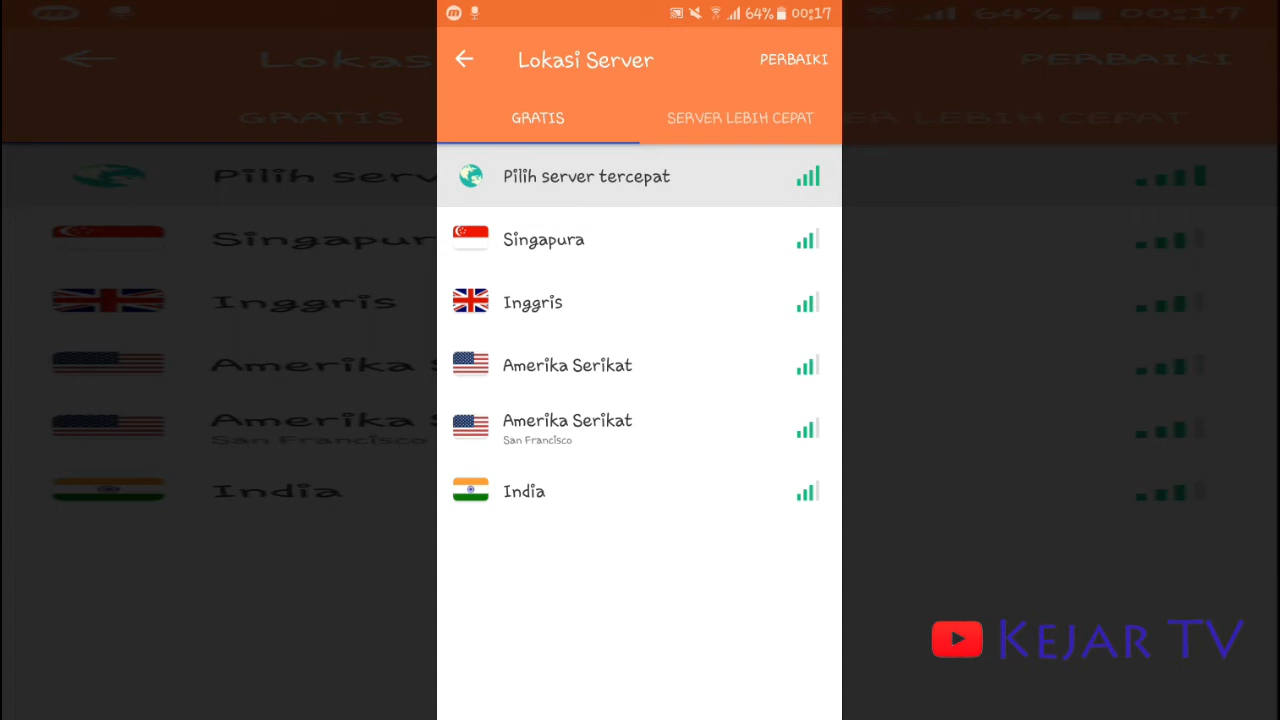 64% 00:17
Lokasi Server PERBAIKI
GRATIS SERVER LEBIH CEPAT
Pilih server tercepat
Singapura
Inggris
Amerika Serikat
Amerika Serikat
San Francisco
India
KEJAR TV